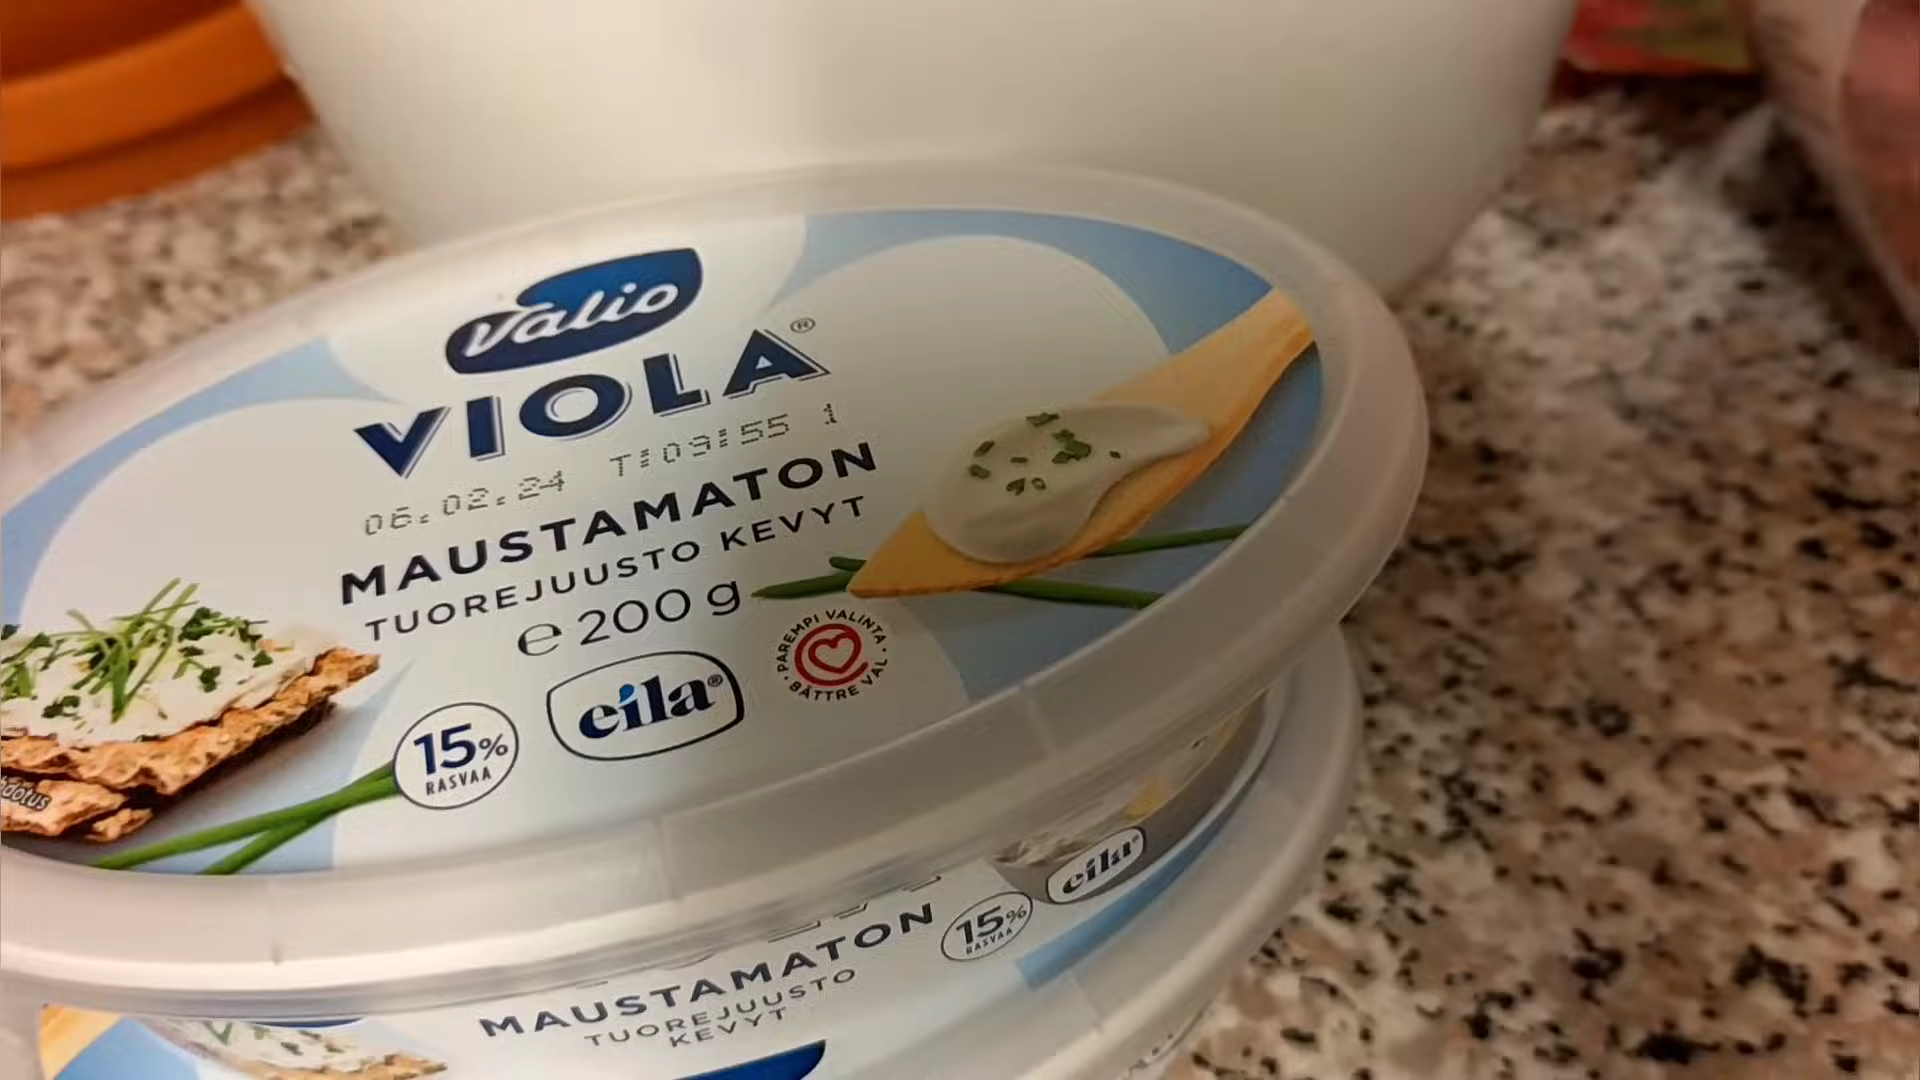 Valio
VIOLA®
06.02.24 T:09:55 1
MAUSTAMATON
TUOREJUUSTO KEVYT
e 200 g
PAREMPI VALINTA
BÄTTRE VAL
15%
RASVAA
eila®
eila®
15%
RASVAA
MAUSTAMATON
TUOREJUUSTO
KEVYT